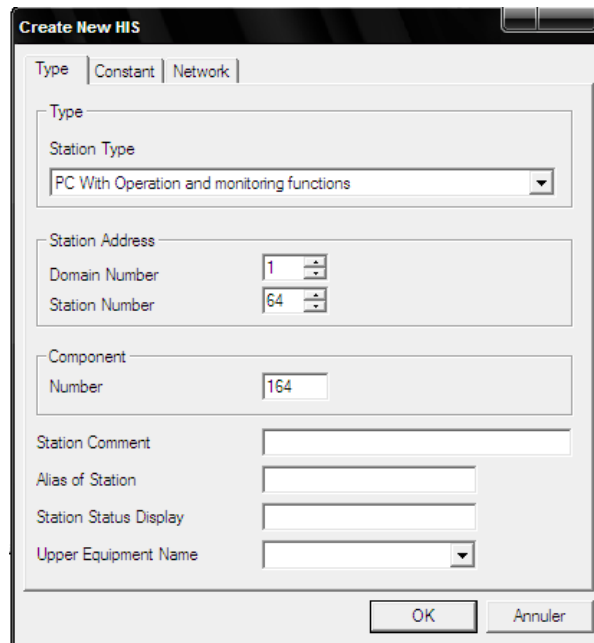 Create New HIS
Type Constant Network
Type
Station Type
PC With Operation and monitoring functions
Station Address
Domain Number 1
Station Number 64
Component
Number 164
Station Comment
Alias of Station
Station Status Display
Upper Equipment Name
OK Annuler